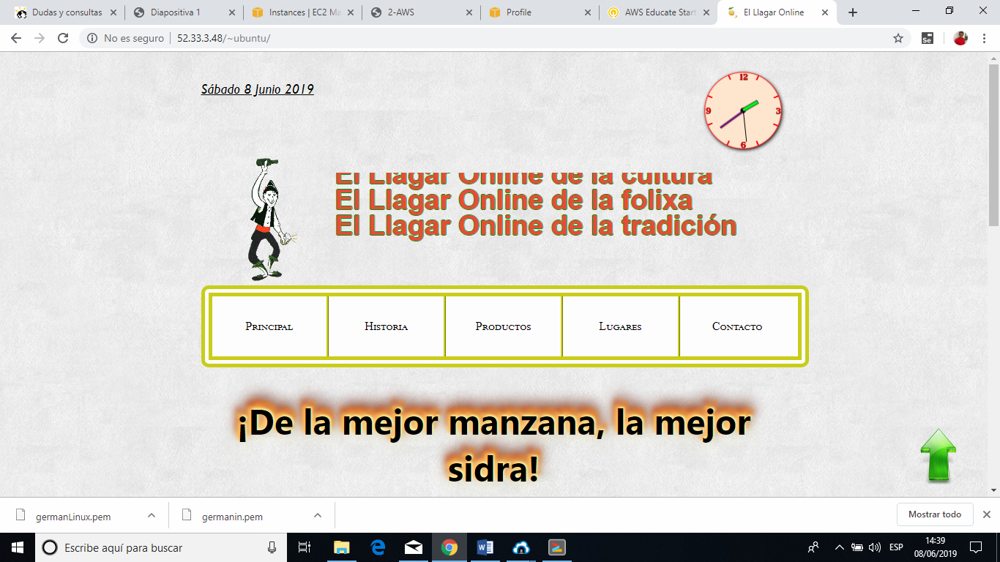 Dudas y consultas
Diapositiva 1
Instances | EC2 Ma
2-AWS
Profile
AWS Educate Start
El Llagar Online
No es seguro
52.33.3.48/~ubuntu/
Se
Sábado 8 Junio 2019
12
9
3
6
El Llagar Online de la cultura
El Llagar Online de la folixa
El Llagar Online de la tradición
Principal
Historia
Productos
Lugares
Contacto
¡De la mejor manzana, la mejor
sidra!
germanLinux.pem
germanin.pem
Mostrar todo
Escribe aquí para buscar
ESP
14:39
08/06/2019